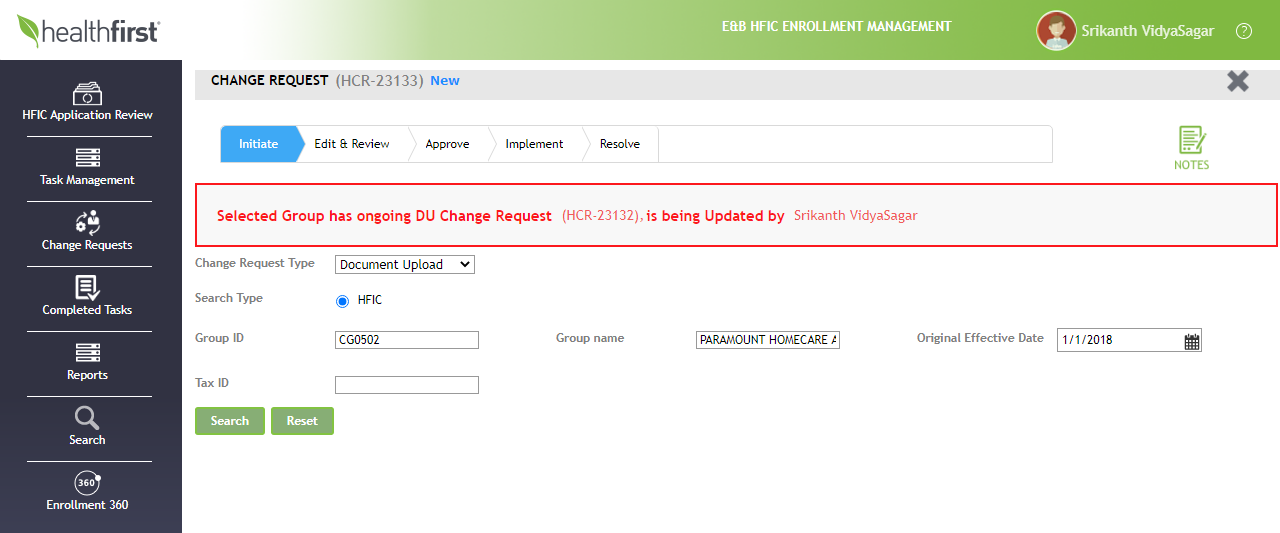 healthfirst
E&B HFIC ENROLLMENT MANAGEMENT
Srikanth VidyaSagar
?
HFIC Application Review
Task Management
Change Requests
Completed Tasks
Reports
Search
360
Enrollment 360
CHANGE REQUEST (HCR-23133) New
Initiate Edit & Review Approve Implement Resolve
NOTES
Selected Group has ongoing DU Change Request (HCR-23132), is being Updated by Srikanth VidyaSagar
Change Request Type Document Upload
Search Type HFIC
Group ID CG0502 Group name PARAMOUNT HOMECARE A Original Effective Date 1/1/2018
Tax ID
Search Reset